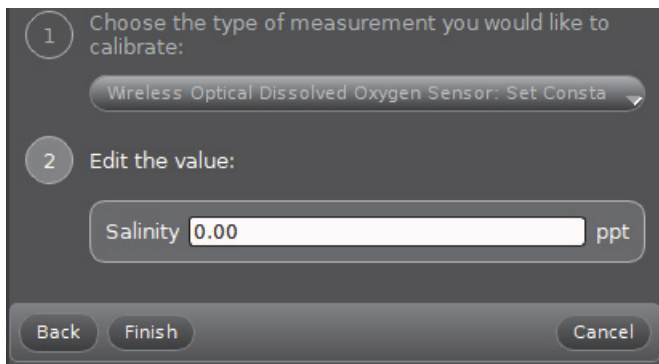 1 Choose the type of measurement you would like to
calibrate:
Wireless Optical Dissolved Oxygen Sensor: Set Consta
2 Edit the value:
Salinity 0.00 ppt
Back Finish Cancel